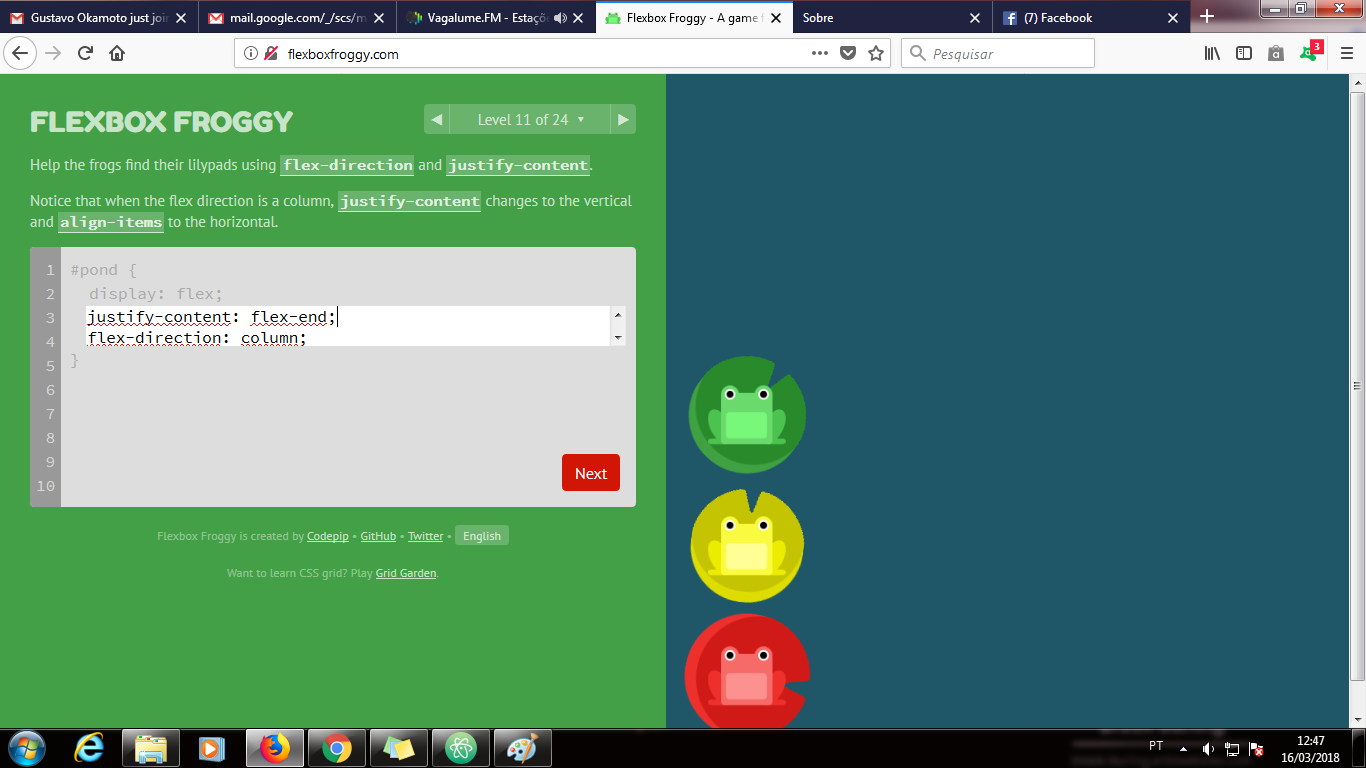 Gustavo Okamoto just joi
mail.google.com/_/scs/m
Vagalume.FM - Estaçõ
Flexbox Froggy - A game f
Sobre
(7) Facebook
flexboxfroggy.com
Pesquisar
3
FLEXBOX FROGGY
Level 11 of 24
Help the frogs find their lilypads using flex-direction and justify-content.
Notice that when the flex direction is a column, justify-content changes to the vertical
and align-items to the horizontal.
1 #pond {
2 display: flex;
3 justify-content: flex-end;
4 flex-direction: column;
5 }
6
7
8
9
10
Next
Flexbox Froggy is created by Codepip • GitHub • Twitter • English
Want to learn CSS grid? Play Grid Garden.
PT
12:47
16/03/2018